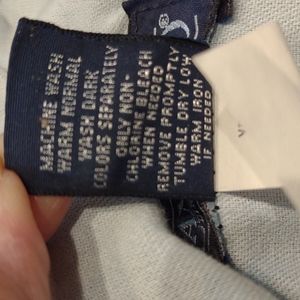 MACHINE WASH
WARM NORMAL
WASH DARK
COLORS SEPARATELY
ONLY NON-
CHLORINE BLEACH
WHEN NEEDED
REMOVE PROMPTLY
TUMBLE DRY LOW
WARM IRON
IF NEEDED